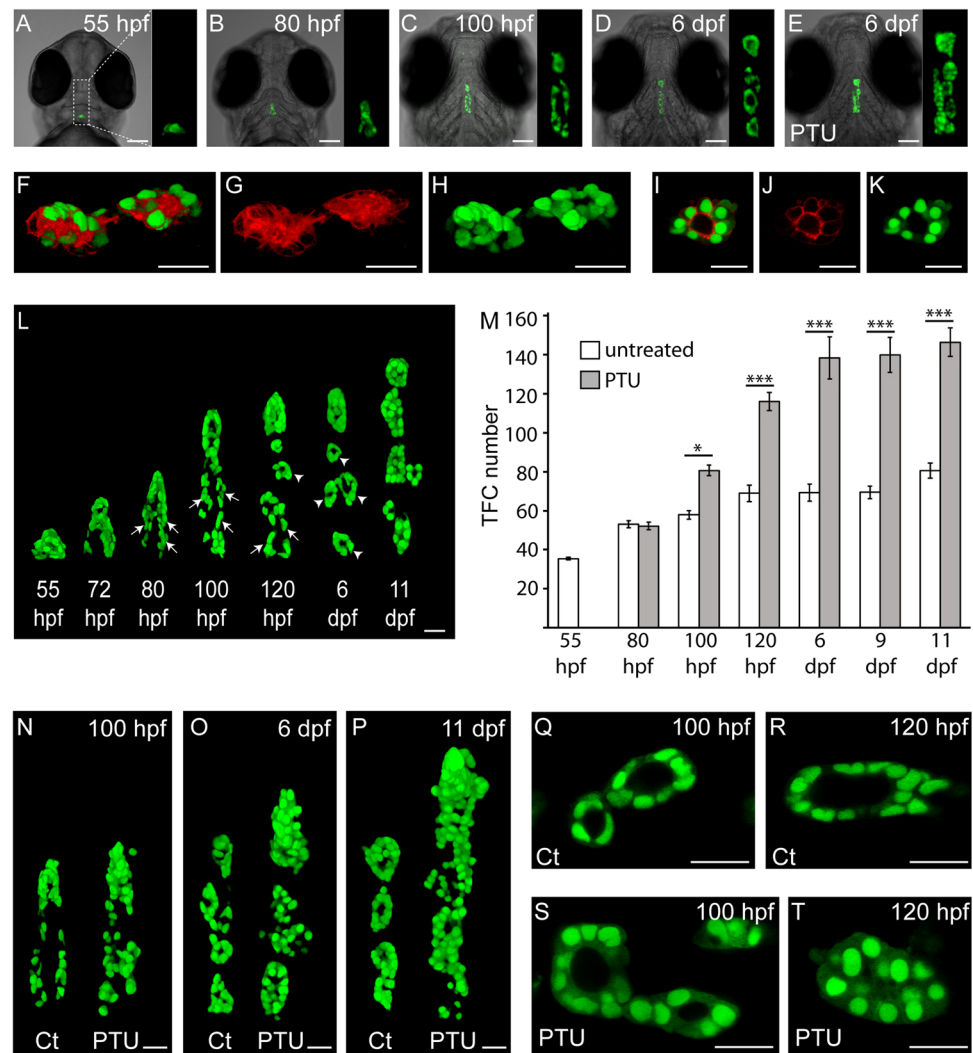 A 55 hpf
B 80 hpf
C 100 hpf
D 6 dpf
E 6 dpf
PTU
F
G
H
I
J
K
L
55 72 80 100 120 6 11
hpf hpf hpf hpf hpf dpf dpf
M
160
140
120
100
80
60
40
20
TFC number
untreated
PTU
*
***
***
***
***
55 80 100 120 6 9 11
hpf hpf hpf hpf dpf dpf dpf
N 100 hpf
Ct PTU
O 6 dpf
Ct PTU
P 11 dpf
Ct PTU
Q 100 hpf
Ct
R 120 hpf
Ct
S 100 hpf
PTU
T 120 hpf
PTU